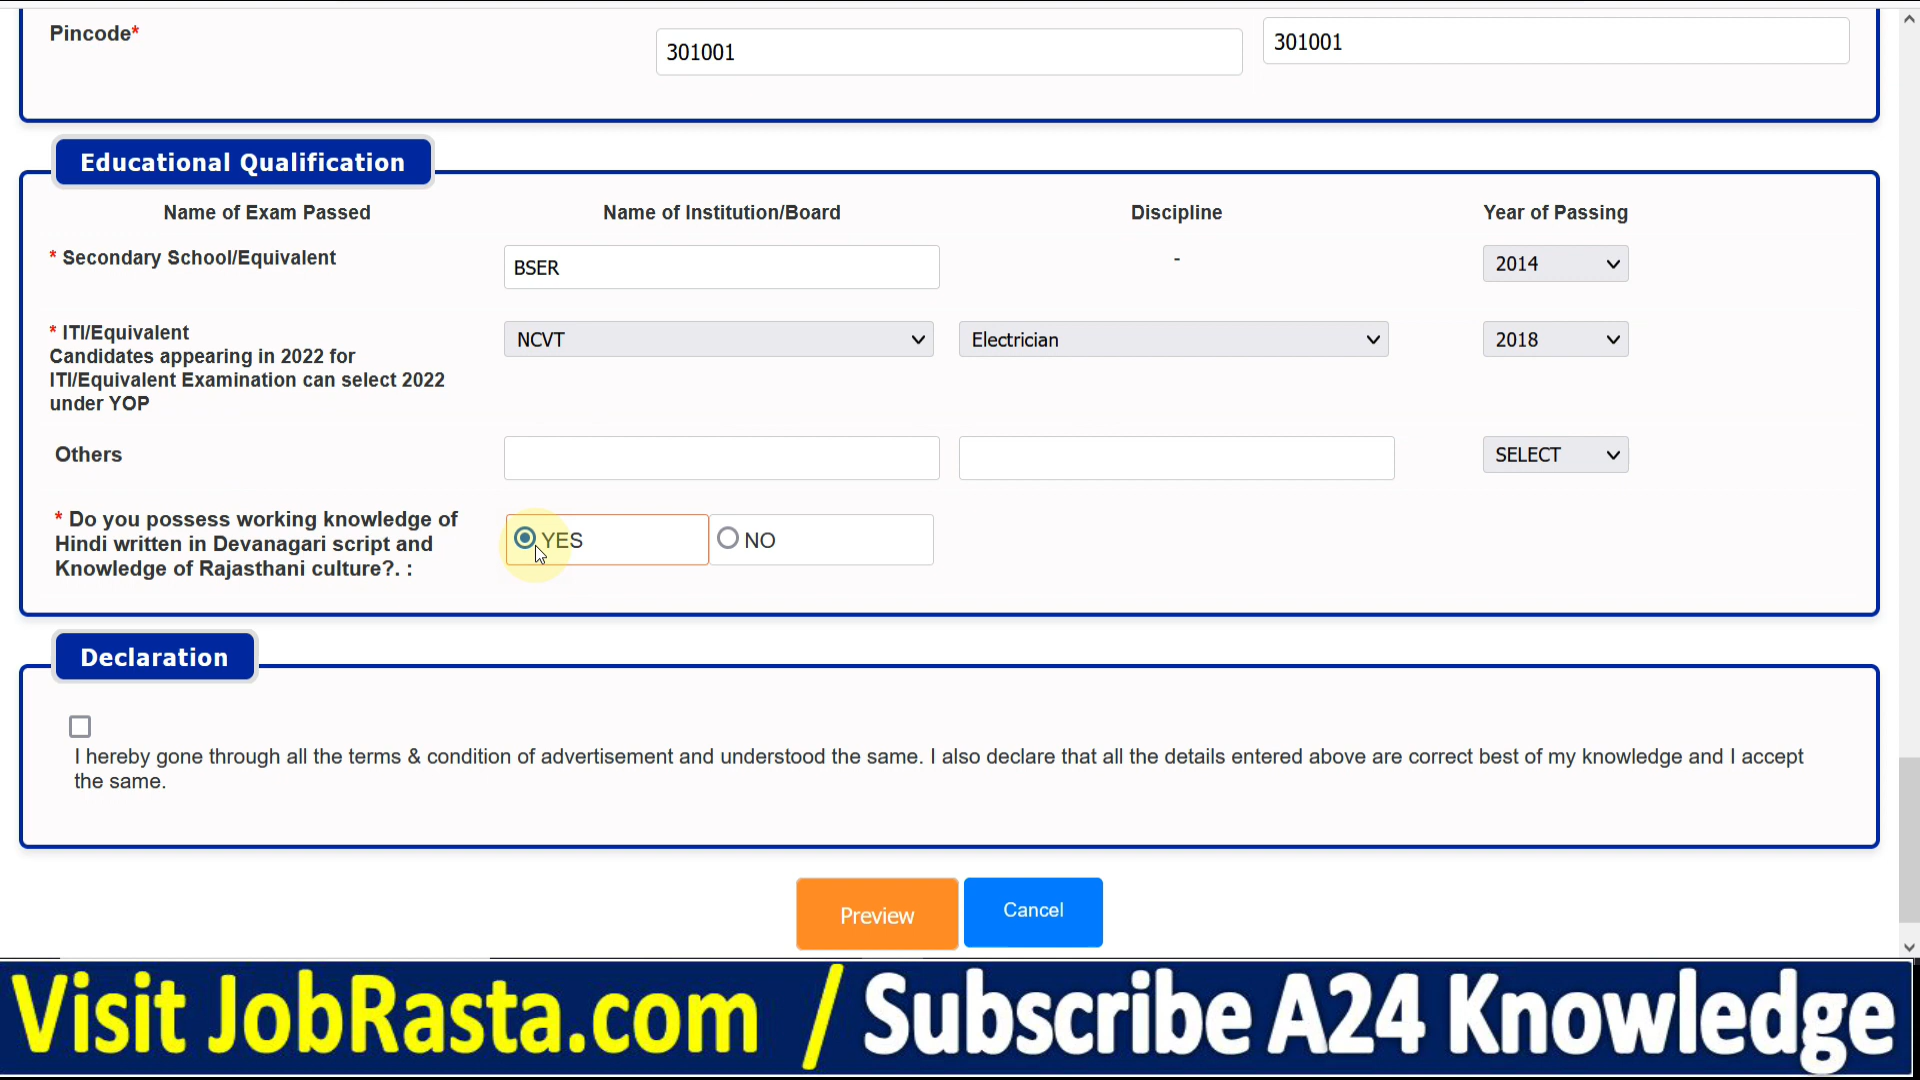 Pincode*
301001
301001
Educational Qualification
Name of Exam Passed Name of Institution/Board Discipline Year of Passing
* Secondary School/Equivalent BSER - 2014
* ITI/Equivalent NCVT Electrician 2018
Candidates appearing in 2022 for
ITI/Equivalent Examination can select 2022
under YOP
Others SELECT
* Do you possess working knowledge of
Hindi written in Devanagari script and
Knowledge of Rajasthani culture?. :
YES NO
Declaration
I hereby gone through all the terms & condition of advertisement and understood the same. I also declare that all the details entered above are correct best of my knowledge and I accept
the same.
Preview Cancel
Visit JobRasta.com / Subscribe A24 Knowledge